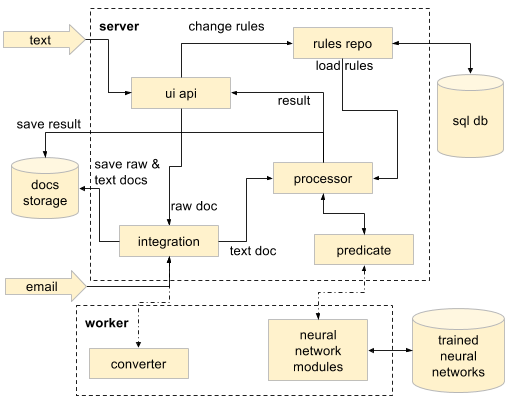 server
change rules
text
rules repo
load rules
ui api
result
sql db
save result
save raw &
text docs
docs
storage
processor
raw doc
integration
text doc
predicate
email
worker
neural
network
modules
trained
neural
networks
converter